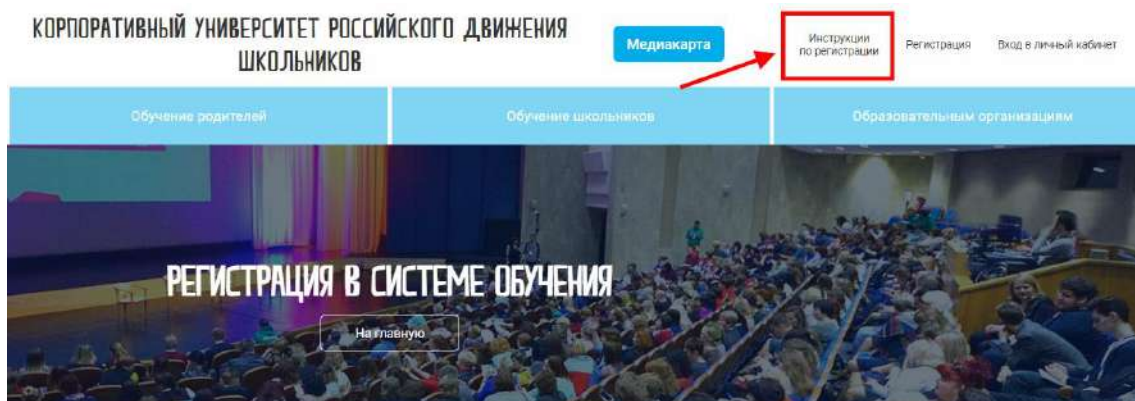 КОРПОРАТИВНЫЙ УНИВЕРСИТЕТ РОССИЙСКОГО ДВИЖЕНИЯ
ШКОЛЬНИКОВ
Медиакарта
Инструкции
по регистрации
Регистрация
Вход в личный кабинет
Обучение родителей
Обучение школьников
Образовательным организациям
РЕГИСТРАЦИЯ В СИСТЕМЕ ОБУЧЕНИЯ
На главную